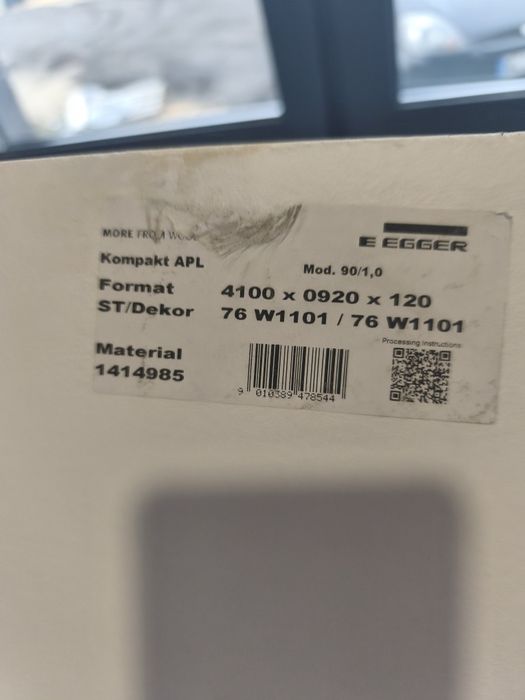 MORE FROM WOOD
E EGGER
Kompakt APL
Mod. 90/1,0
Format 4100 x 0920 x 120
ST/Dekor 76 W1101 / 76 W1101
Processing Instructions
Material
1414985
9 010389 478544